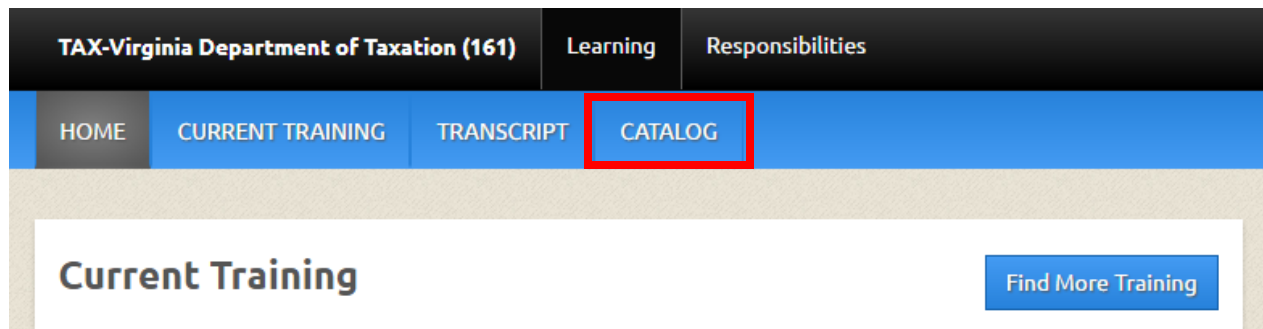 TAX-Virginia Department of Taxation (161) Learning Responsibilities
HOME CURRENT TRAINING TRANSCRIPT CATALOG
Current Training Find More Training